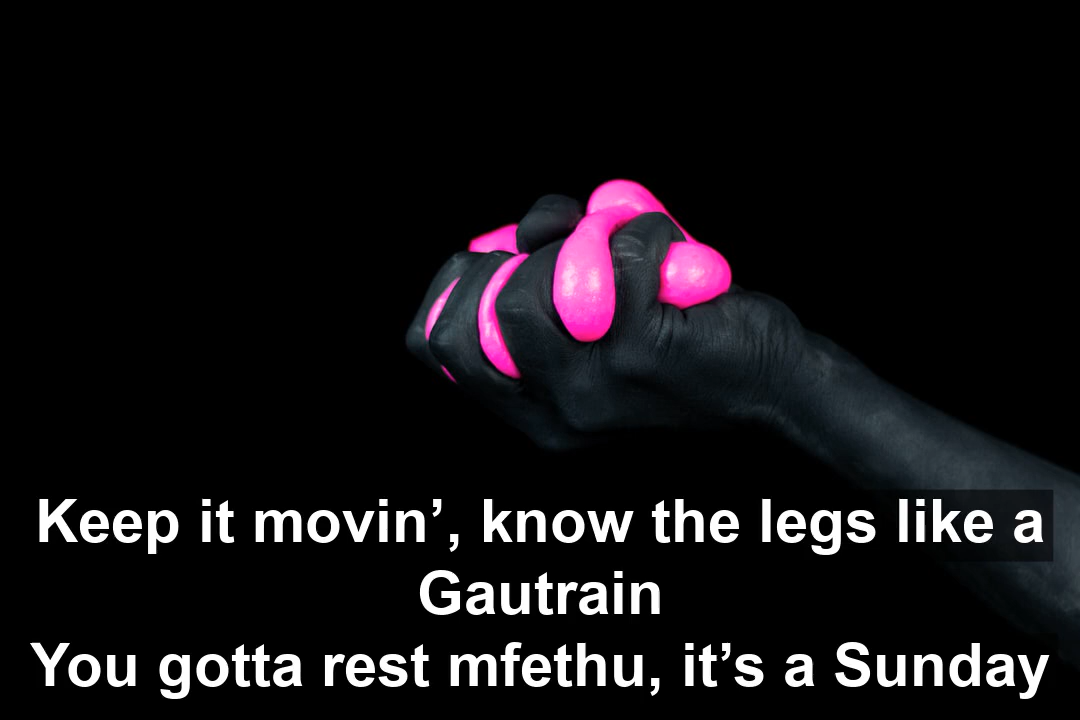 Keep it movin’, know the legs like a
Gautrain
You gotta rest mfethu, it’s a Sunday